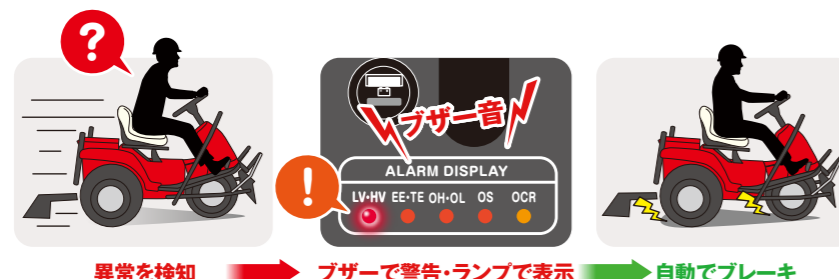 ?
ブザー音
!
ALARM DISPLAY
LV・HV EE・TE OH・OL OS OCR
異常を検知 ブザーで警告・ランプで表示 自動でブレーキ